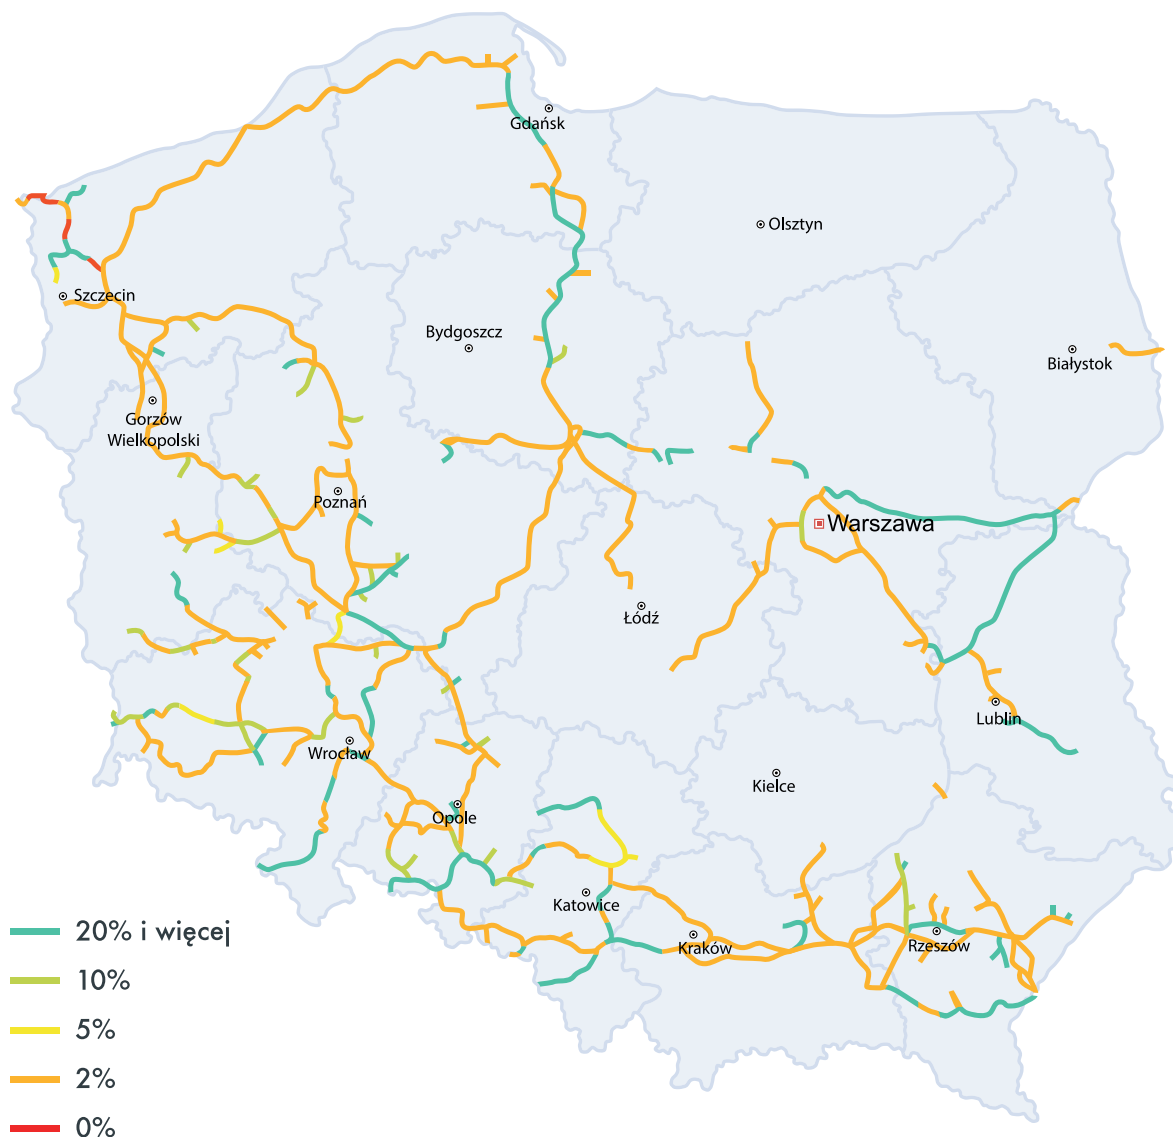 Gdańsk
Olsztyn
Szczecin
Bydgoszcz
Białystok
Gorzów
Wielkopolski
Poznań
Warszawa
Łódź
Lublin
Wrocław
Kielce
Opole
Katowice
Kraków
Rzeszów
20% i więcej
10%
5%
2%
0%